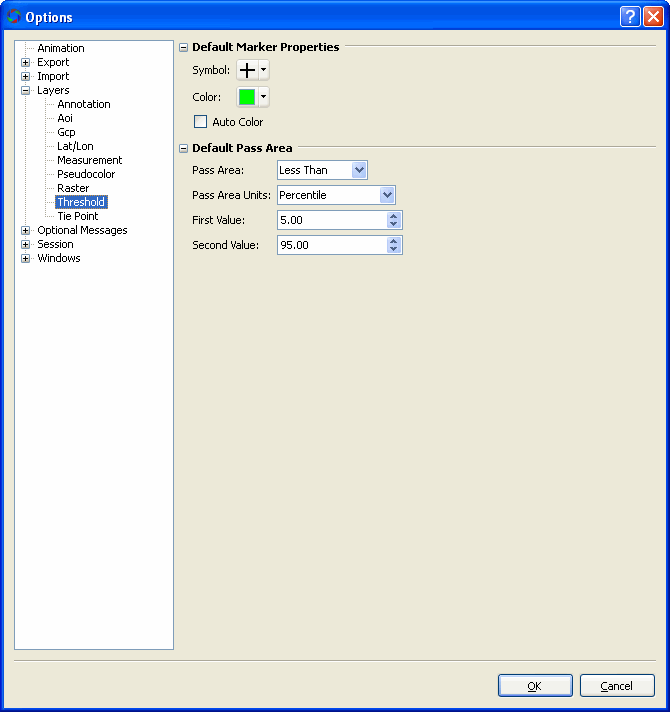 Options
Animation
Export
Import
Layers
Annotation
Aoi
Gcp
Lat/Lon
Measurement
Pseudocolor
Raster
Threshold
Tie Point
Optional Messages
Session
Windows
Default Marker Properties
Symbol:
Color:
Auto Color
Default Pass Area
Pass Area: Less Than
Pass Area Units: Percentile
First Value: 5.00
Second Value: 95.00
OK
Cancel